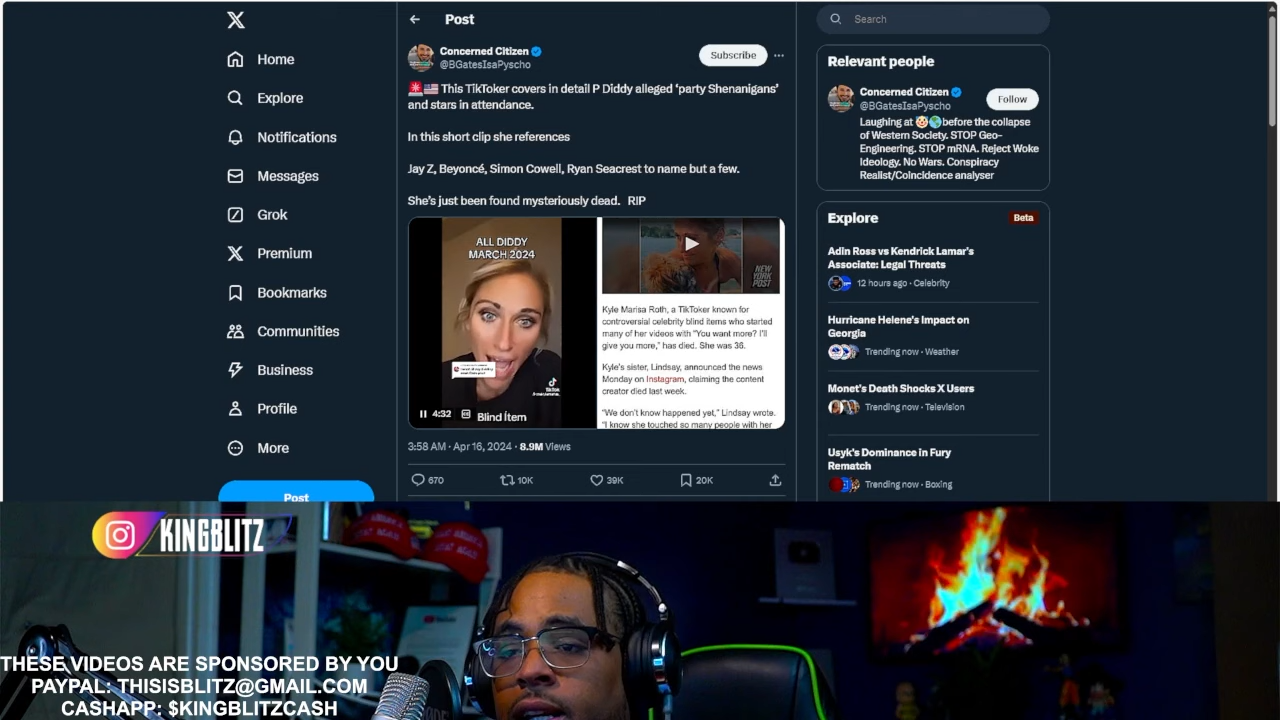 Home
Explore
Notifications
Messages
Grok
Premium
Bookmarks
Communities
Business
Profile
More
Post
Post
Concerned Citizen
@BGatesIsaPyscho
Subscribe
This TikToker covers in detail P Diddy alleged ‘party Shenanigans’
and stars in attendance.
In this short clip she references
Jay Z, Beyoncé, Simon Cowell, Ryan Seacrest to name but a few.
She’s just been found mysteriously dead. RIP
ALL DIDDY
MARCH 2024
TikTok
4:32
Blind Item
NEW
YORK
POST
Kyle Marisa Roth, a TikToker known for
controversial celebrity blind items who started
many of her videos with “You want more? I’ll
give you more,” has died. She was 36.
Kyle’s sister, Lindsay, announced the news
Monday on Instagram, claiming the content
creator died last week.
“We don’t know happened yet,” Lindsay wrote.
“I know she touched so many people with her
3:58 AM · Apr 16, 2024 · 8.9M Views
670
10K
39K
20K
Search
Relevant people
Concerned Citizen
@BGatesIsaPyscho
Follow
Laughing at before the collapse
of Western Society. STOP Geo-
Engineering. STOP mRNA. Reject Woke
Ideology. No Wars. Conspiracy
Realist/Coincidence analyser
Explore
Beta
Adin Ross vs Kendrick Lamar’s
Associate: Legal Threats
12 hours ago · Celebrity
Hurricane Helene’s Impact on
Georgia
Trending now · Weather
Monet’s Death Shocks X Users
Trending now · Television
Usyk’s Dominance in Fury
Rematch
Trending now · Boxing
KINGBLITZ
THESE VIDEOS ARE SPONSORED BY YOU
PAYPAL: THISISBLITZ@GMAIL.COM
CASHAPP: $KINGBLITZCASH